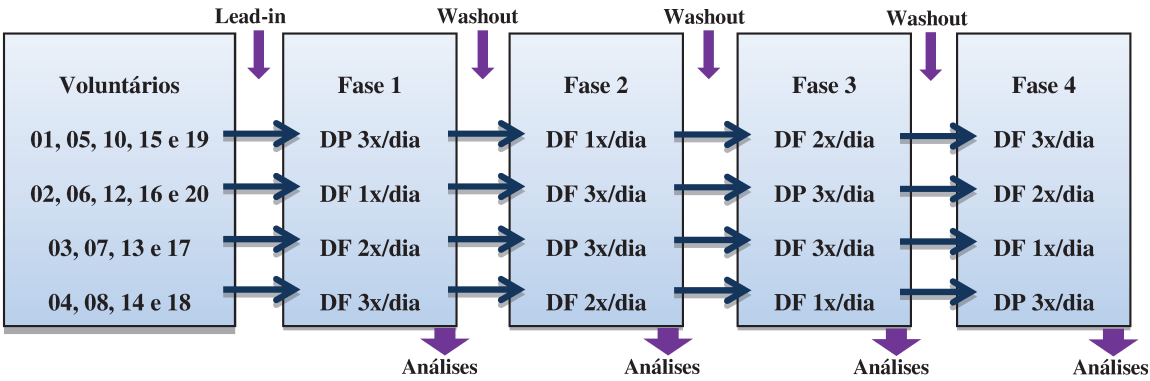 Lead-in Washout Washout Washout
Voluntários Fase 1 Fase 2 Fase 3 Fase 4
01, 05, 10, 15 e 19 DP 3x/dia DF 1x/dia DF 2x/dia DF 3x/dia
02, 06, 12, 16 e 20 DF 1x/dia DF 3x/dia DP 3x/dia DF 2x/dia
03, 07, 13 e 17 DF 2x/dia DP 3x/dia DF 3x/dia DF 1x/dia
04, 08, 14 e 18 DF 3x/dia DF 2x/dia DF 1x/dia DP 3x/dia
Análises Análises Análises Análises